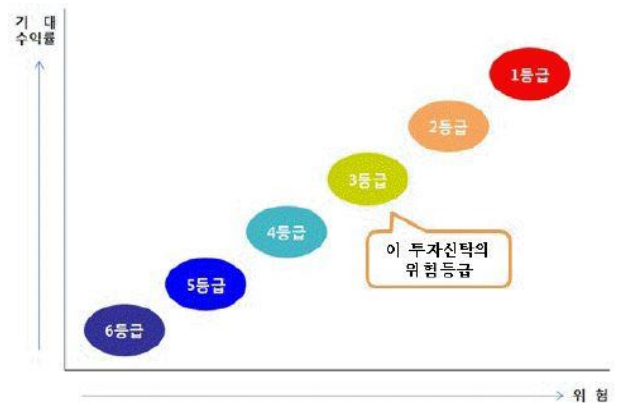 기 대
수익률
1등급
2등급
3등급
4등급
이 투자신탁의
위험등급
5등급
6등급
위 험